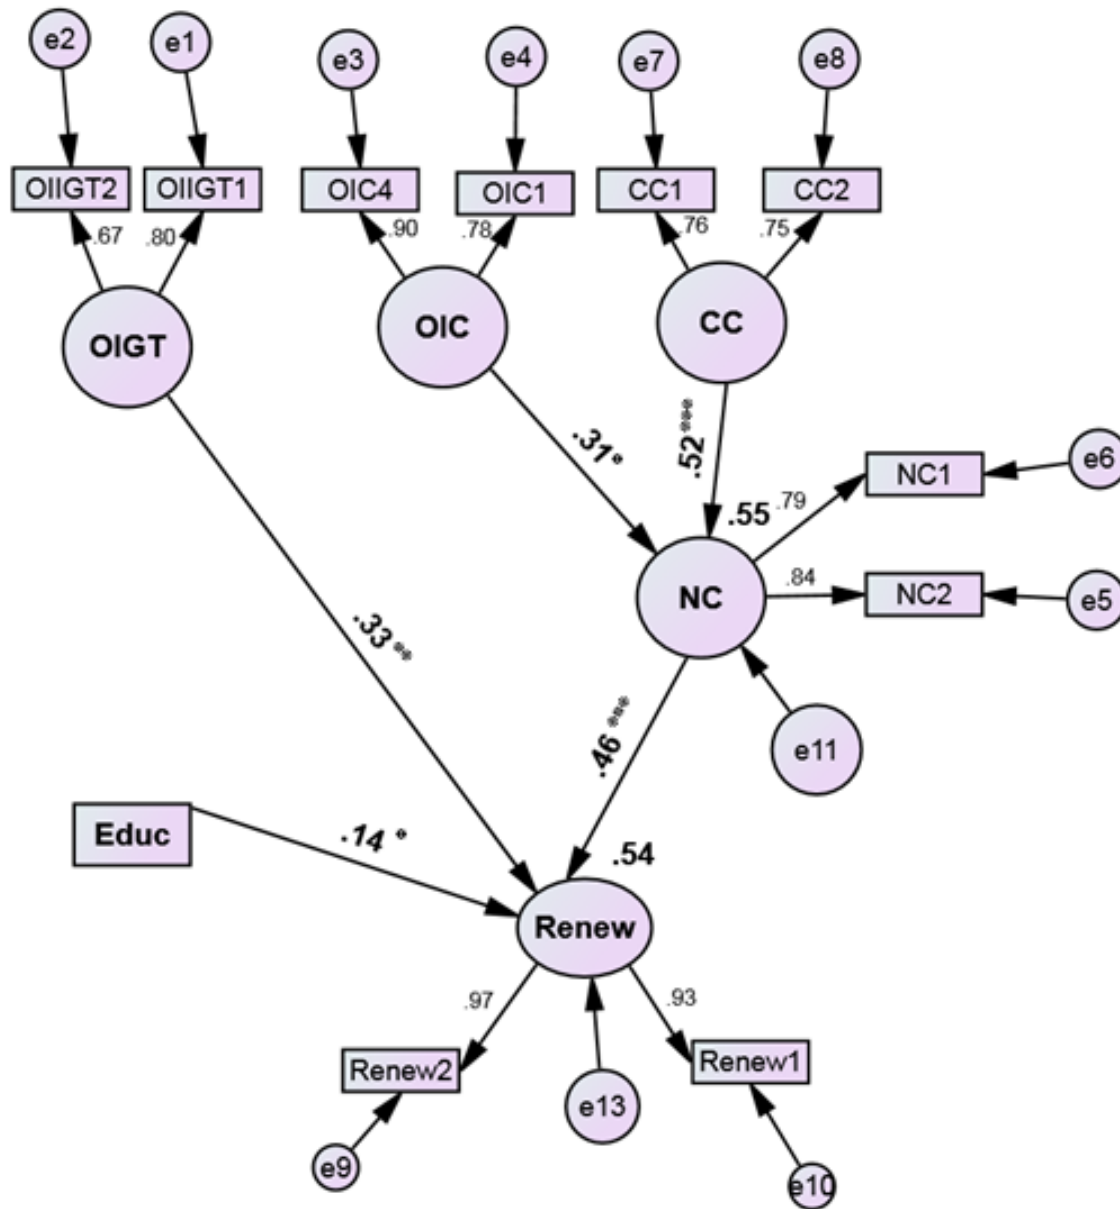 e2
e1
e3
e4
e7
e8
OIIGT2
OIIGT1
OIC4
OIC1
CC1
CC2
.67
.80
.90
.78
.76
.75
OIGT
OIC
CC
.31*
.52***
NC1
e6
.55
.79
NC
.84
NC2
e5
.33**
.46***
e11
Educ
.14 *
.54
Renew
.97
.93
Renew2
Renew1
e13
e9
e10